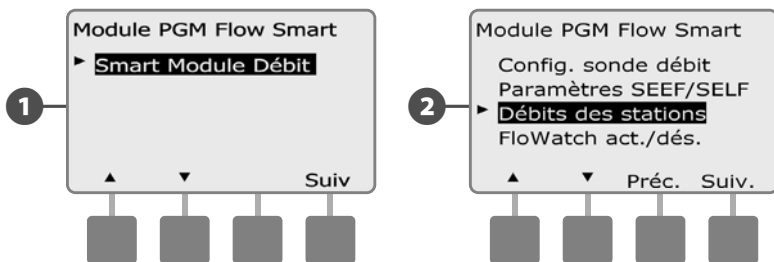 1
Module PGM Flow Smart
► Smart Module Débit
▲ ▼ Suiv
2
Module PGM Flow Smart
Config. sonde débit
Paramètres SEEF/SELF
► Débits des stations
FloWatch act./dés.
▲ ▼ Préc. Suiv.